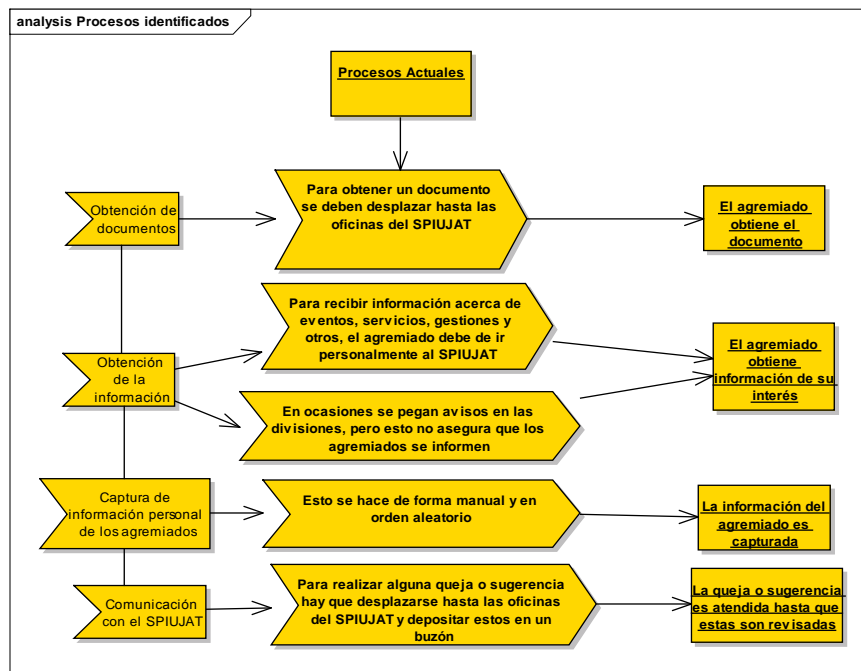 analysis Procesos identificados
Procesos Actuales
Obtención de
documentos
Para obtener un documento
se deben desplazar hasta las
oficinas del SPIUJAT
El agremiado
obtiene el
documento
Obtención
de la
información
Para recibir información acerca de
eventos, servicios, gestiones y
otros, el agremiado debe de ir
personalmente al SPIUJAT
En ocasiones se pegan avisos en las
divisiones, pero esto no asegura que los
agremiados se informen
El agremiado
obtiene
información de su
interés
Captura de
información personal
de los agremiados
Esto se hace de forma manual y en
orden aleatorio
La información del
agremiado es
capturada
Comunicación
con el SPIUJAT
Para realizar alguna queja o sugerencia
hay que desplazarse hasta las oficinas
del SPIUJAT y depositar estos en un
buzón
La queja o sugerencia
es atendida hasta que
estas son revisadas